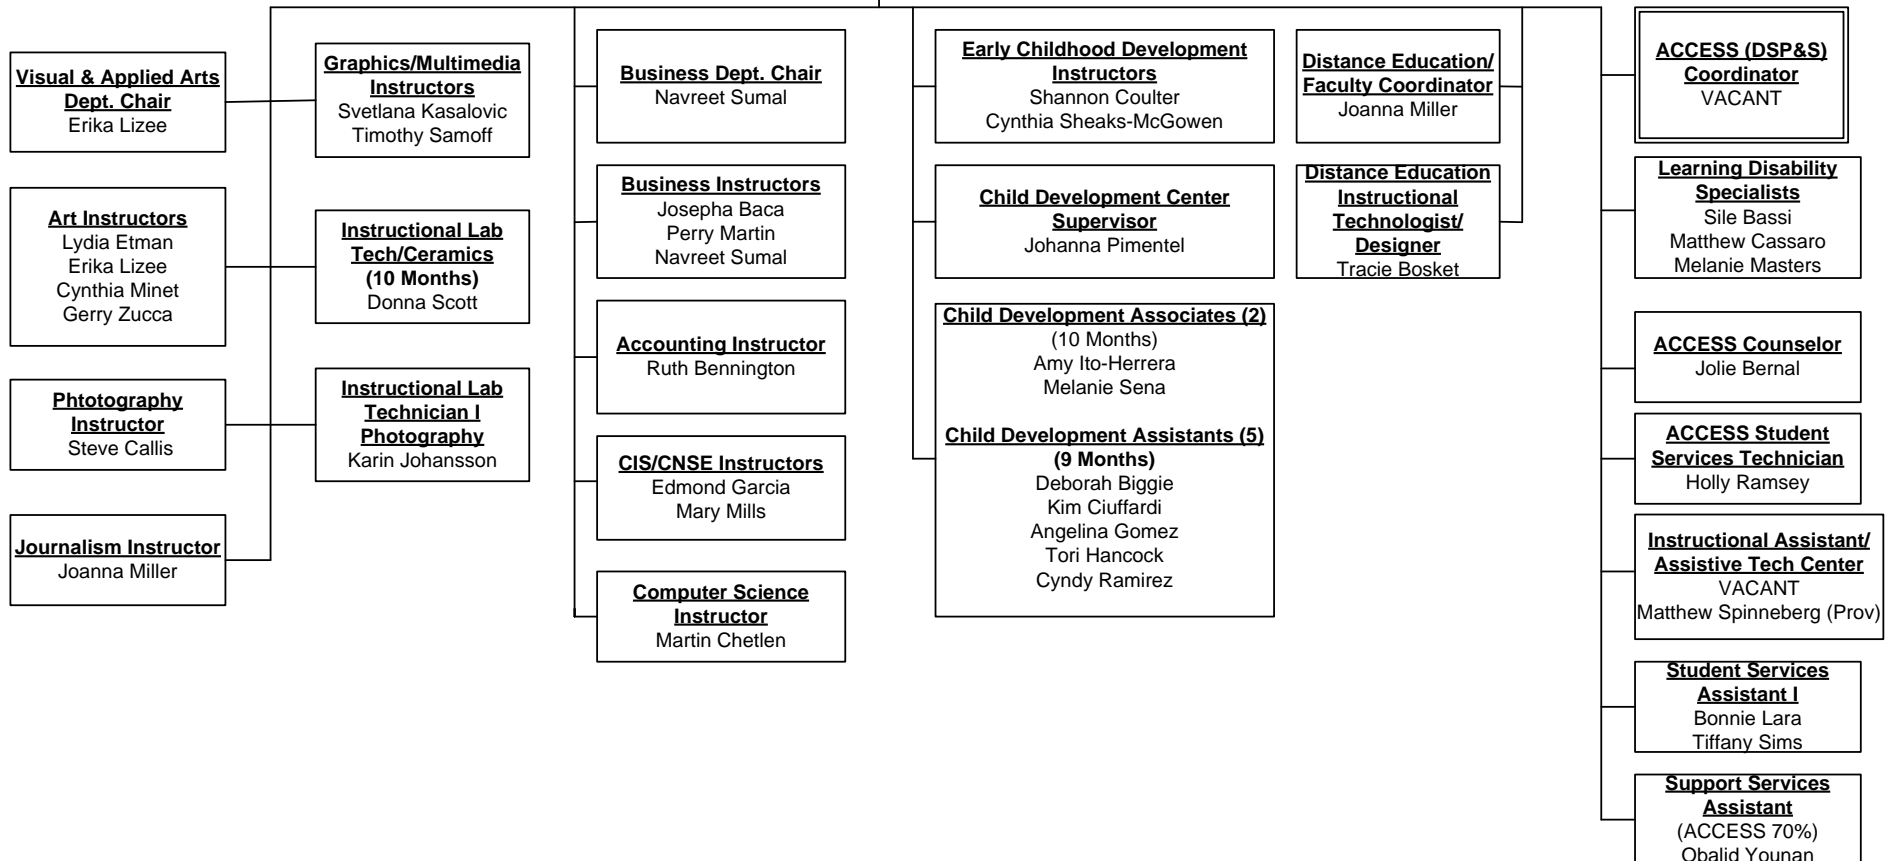 Visual & Applied Arts
Dept. Chair
Erika Lizee
Art Instructors
Lydia Etman
Erika Lizee
Cynthia Minet
Gerry Zucca
Phtotography
Instructor
Steve Callis
Journalism Instructor
Joanna Miller
Graphics/Multimedia
Instructors
Svetlana Kasalovic
Timothy Samoff
Instructional Lab
Tech/Ceramics
(10 Months)
Donna Scott
Instructional Lab
Technician I
Photography
Karin Johansson
Business Dept. Chair
Navreet Sumal
Business Instructors
Josepha Baca
Perry Martin
Navreet Sumal
Accounting Instructor
Ruth Bennington
CIS/CNSE Instructors
Edmond Garcia
Mary Mills
Computer Science
Instructor
Martin Chetlen
Early Childhood Development
Instructors
Shannon Coulter
Cynthia Sheaks-McGowen
Child Development Center
Supervisor
Johanna Pimentel
Child Development Associates (2)
(10 Months)
Amy Ito-Herrera
Melanie Sena
Child Development Assistants (5)
(9 Months)
Deborah Biggie
Kim Ciuffardi
Angelina Gomez
Tori Hancock
Cyndy Ramirez
Distance Education/
Faculty Coordinator
Joanna Miller
Distance Education
Instructional
Technologist/
Designer
Tracie Bosket
ACCESS (DSP&S)
Coordinator
VACANT
Learning Disability
Specialists
Sile Bassi
Matthew Cassaro
Melanie Masters
ACCESS Counselor
Jolie Bernal
ACCESS Student
Services Technician
Holly Ramsey
Instructional Assistant/
Assistive Tech Center
VACANT
Matthew Spinneberg (Prov)
Student Services
Assistant I
Bonnie Lara
Tiffany Sims
Support Services
Assistant
(ACCESS 70%)
Obalid Younan